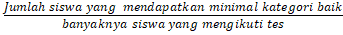 Jumlah siswa yang mendapatkan minimal kategori baik
banyaknya siswa yang mengikuti tes